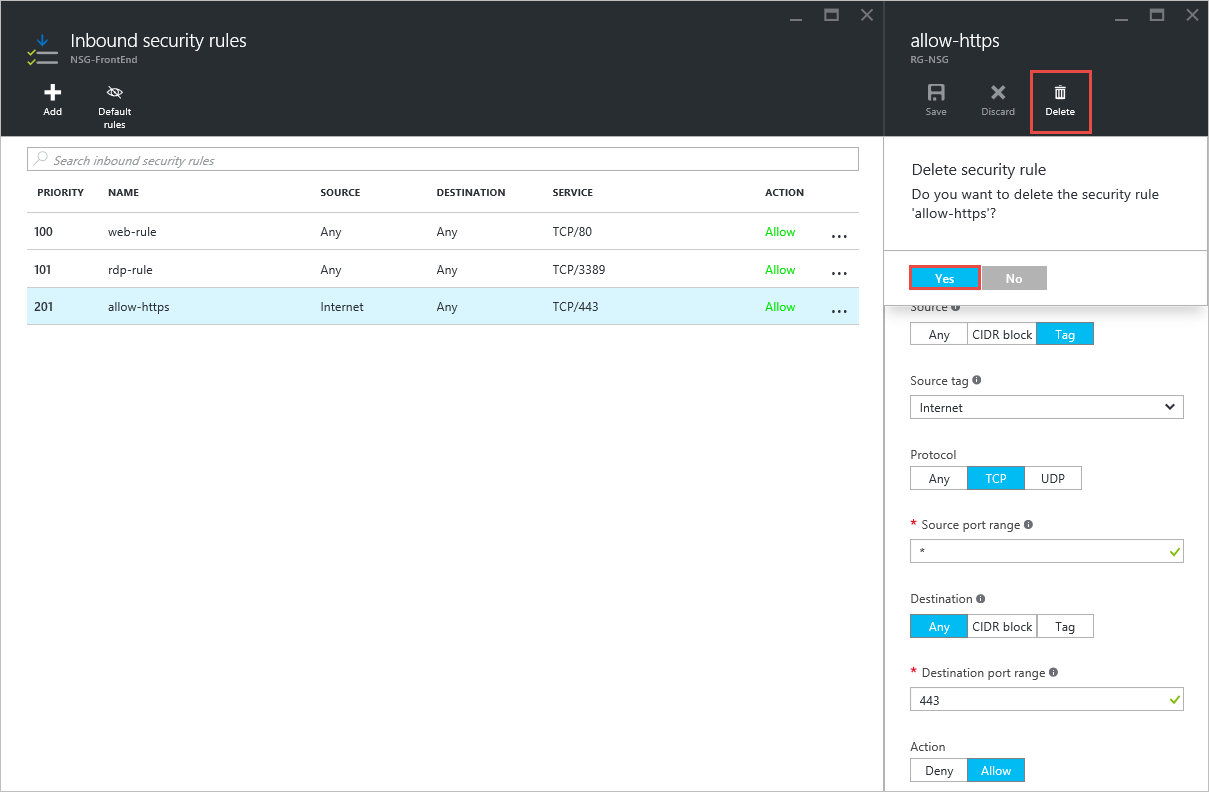 Inbound security rules
NSG-FrontEnd
Add
Default
rules
Search inbound security rules
PRIORITY NAME SOURCE DESTINATION SERVICE ACTION
100 web-rule Any Any TCP/80 Allow ...
101 rdp-rule Any Any TCP/3389 Allow ...
201 allow-https Internet Any TCP/443 Allow ...
allow-https
RG-NSG
Save Discard Delete
Delete security rule
Do you want to delete the security rule
'allow-https'?
Yes No
Source
Any CIDR block Tag
Source tag
Internet
Protocol
Any TCP UDP
* Source port range
*
Destination
Any CIDR block Tag
* Destination port range
443
Action
Deny Allow